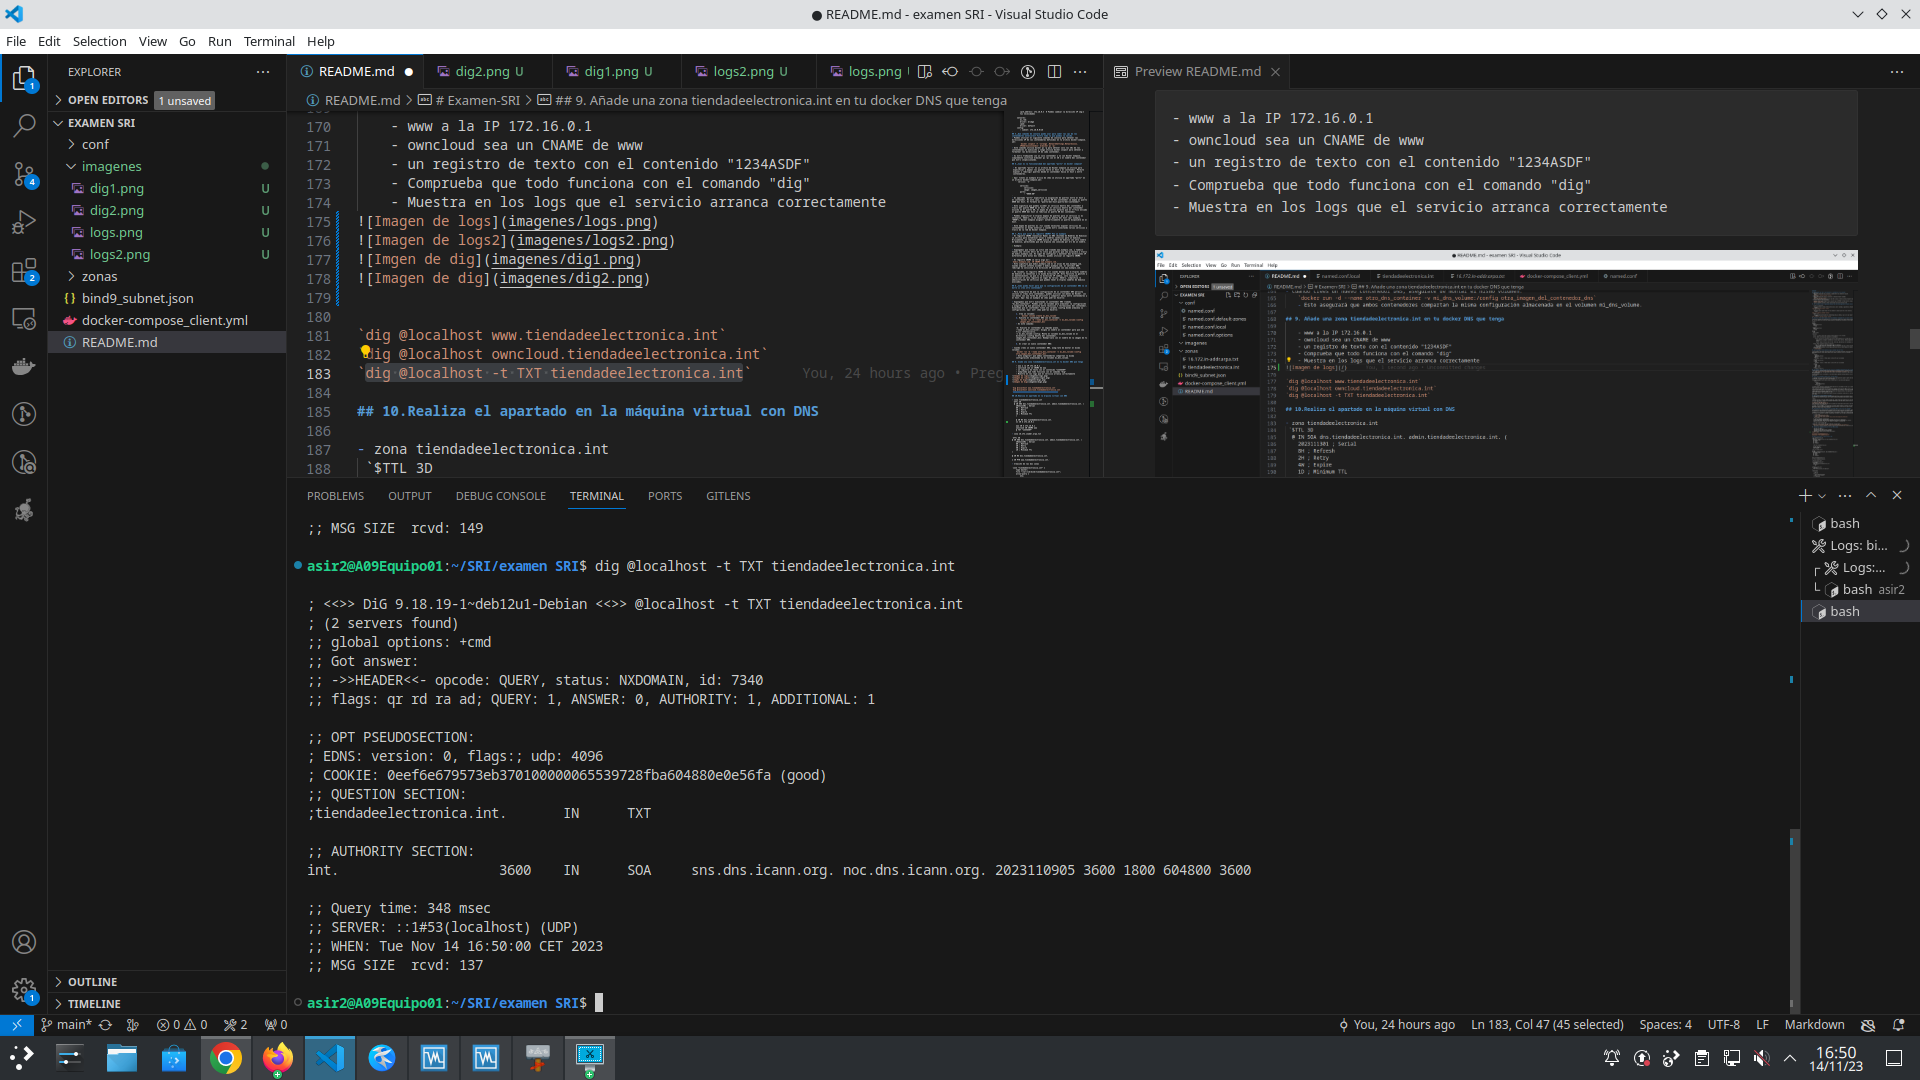 README.md - examen SRI - Visual Studio Code
File Edit Selection View Go Run Terminal Help
EXPLORER
OPEN EDITORS 1 unsaved
EXAMEN SRI
conf
imagenes
dig1.png U
dig2.png U
logs.png U
logs2.png U
zonas
bind9_subnet.json
docker-compose_client.yml
README.md
OUTLINE
TIMELINE
README.md dig2.png U dig1.png U logs2.png U logs.png
README.md > # Examen-SRI > ## 9. Añade una zona tiendadeelectronica.int en tu docker DNS que tenga
170 - www a la IP 172.16.0.1
171 - owncloud sea un CNAME de www
172 - un registro de texto con el contenido "1234ASDF"
173 - Comprueba que todo funciona con el comando "dig"
174 - Muestra en los logs que el servicio arranca correctamente
175 ![Imagen de logs](imagenes/logs.png)
176 ![Imagen de logs2](imagenes/logs2.png)
177 ![Imgen de dig](imagenes/dig1.png)
178 ![Imagen de dig](imagenes/dig2.png)
179
180
181 `dig @localhost www.tiendadeelectronica.int`
182 `dig @localhost owncloud.tiendadeelectronica.int`
183 `dig @localhost -t TXT tiendadeelectronica.int` You, 24 hours ago • Preg
184
185 ## 10.Realiza el apartado en la máquina virtual con DNS
186
187 - zona tiendadeelectronica.int
188 `$TTL 3D
Preview README.md
- www a la IP 172.16.0.1
- owncloud sea un CNAME de www
- un registro de texto con el contenido "1234ASDF"
- Comprueba que todo funciona con el comando "dig"
- Muestra en los logs que el servicio arranca correctamente
PROBLEMS OUTPUT DEBUG CONSOLE TERMINAL PORTS GITLENS
;; MSG SIZE rcvd: 149
asir2@A09Equipo01:~/SRI/examen SRI$ dig @localhost -t TXT tiendadeelectronica.int
; <<>> DiG 9.18.19-1~deb12u1-Debian <<>> @localhost -t TXT tiendadeelectronica.int
; (2 servers found)
;; global options: +cmd
;; Got answer:
;; ->>HEADER<<- opcode: QUERY, status: NXDOMAIN, id: 7340
;; flags: qr rd ra ad; QUERY: 1, ANSWER: 0, AUTHORITY: 1, ADDITIONAL: 1
;; OPT PSEUDOSECTION:
; EDNS: version: 0, flags:; udp: 4096
; COOKIE: 0eef6e679573eb370100000065539728fba604880e0e56fa (good)
;; QUESTION SECTION:
;tiendadeelectronica.int. IN TXT
;; AUTHORITY SECTION:
int. 3600 IN SOA sns.dns.icann.org. noc.dns.icann.org. 2023110905 3600 1800 604800 3600
;; Query time: 348 msec
;; SERVER: ::1#53(localhost) (UDP)
;; WHEN: Tue Nov 14 16:50:00 CET 2023
;; MSG SIZE rcvd: 137
asir2@A09Equipo01:~/SRI/examen SRI$
bash
Logs: bi...
Logs:...
bash asir2
bash
main* 0 0 2 0
You, 24 hours ago Ln 183, Col 47 (45 selected) Spaces: 4 UTF-8 LF Markdown
16:50
14/11/23